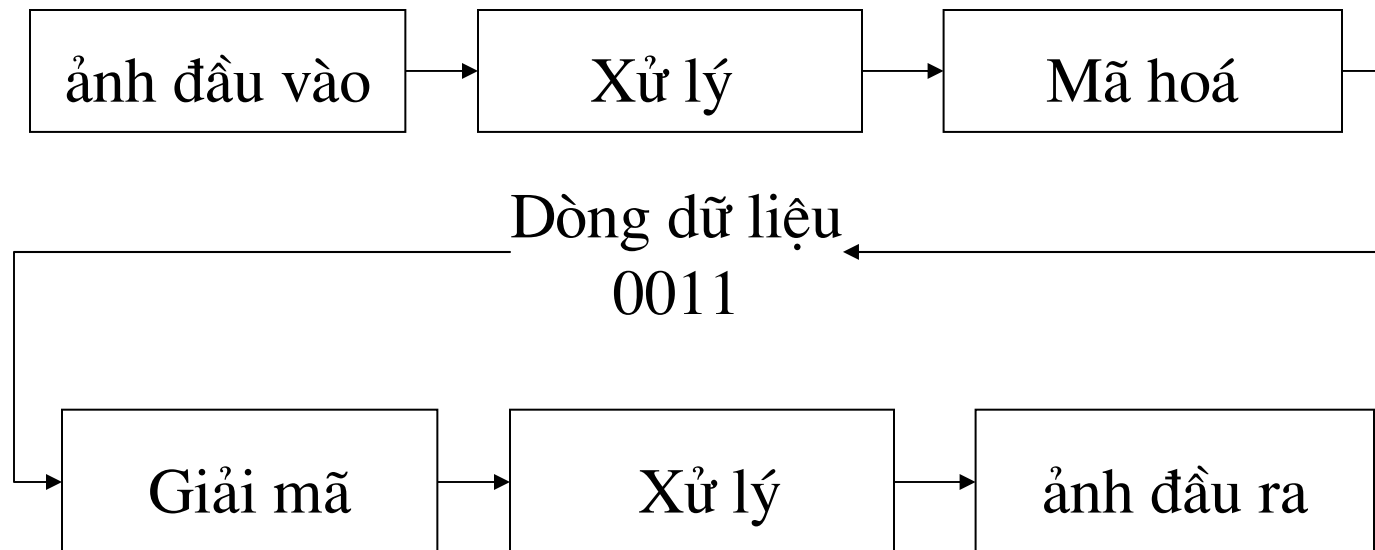 ảnh đầu vào
Xử lý
Mã hoá
Dòng dữ liệu
0011
Giải mã
Xử lý
ảnh đầu ra